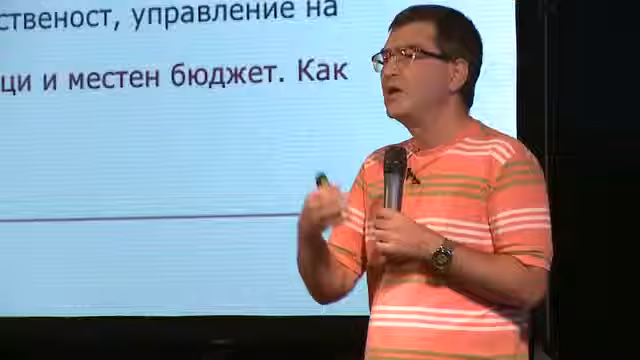 ственост, управление на
ци и местен бюджет. Как